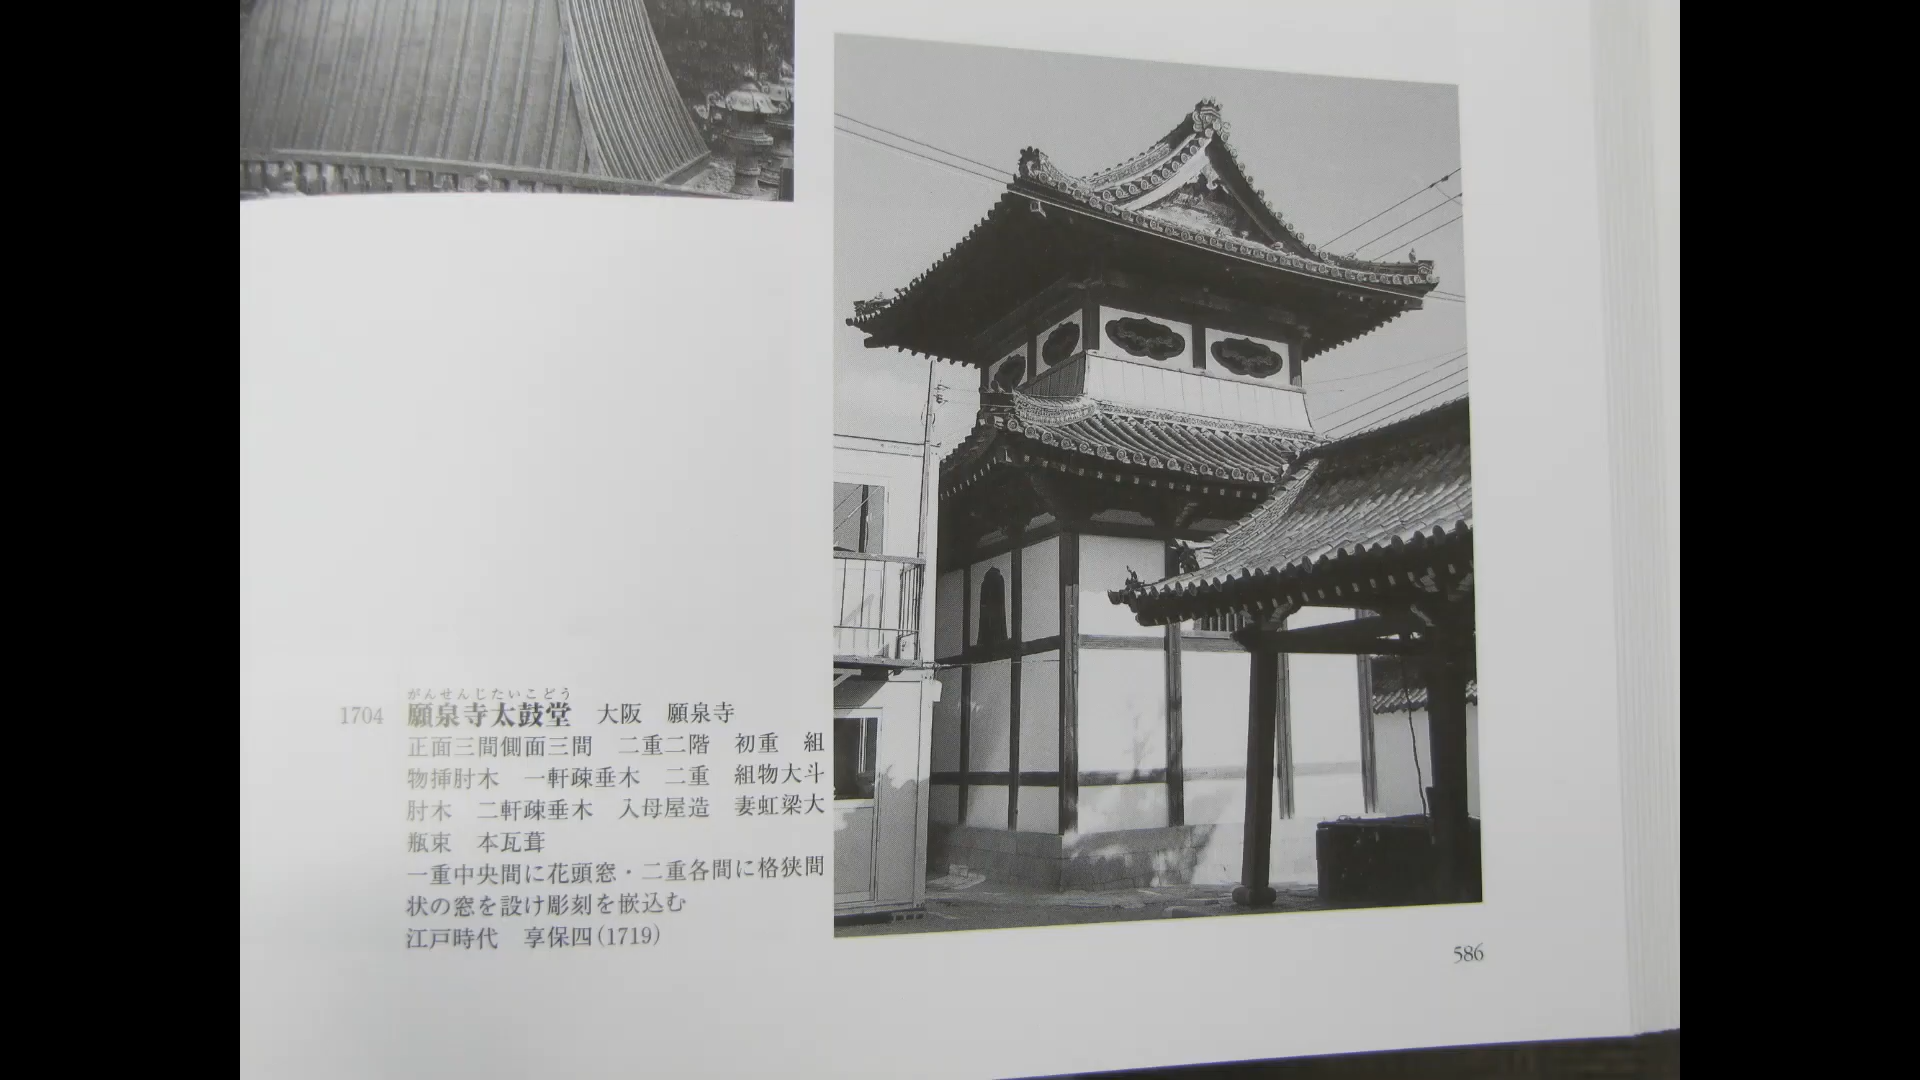 がんせんじたいこどう
1704 願泉寺太鼓堂 大阪 願泉寺
正面三間側面三間 二重二階 初重 組
物挿肘木 一軒疎垂木 二重 組物大斗
肘木 二軒疎垂木 入母屋造 妻虹梁大
瓶束 本瓦葺
一重中央間に花頭窓・二重各間に格狭間
状の窓を設け彫刻を嵌込む
江戸時代 享保四(1719)
586